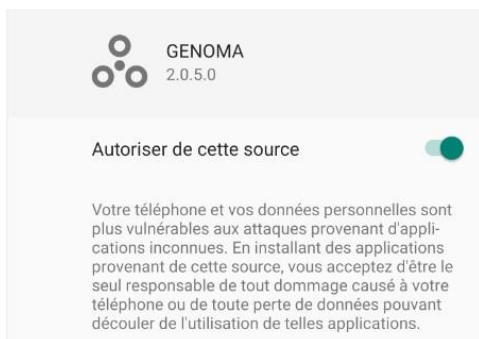 GENOMA
2.0.5.0
Autoriser de cette source
Votre téléphone et vos données personnelles sont
plus vulnérables aux attaques provenant d'appli-
cations inconnues. En installant des applications
provenant de cette source, vous acceptez d'être le
seul responsable de tout dommage causé à votre
téléphone ou de toute perte de données pouvant
découler de l'utilisation de telles applications.